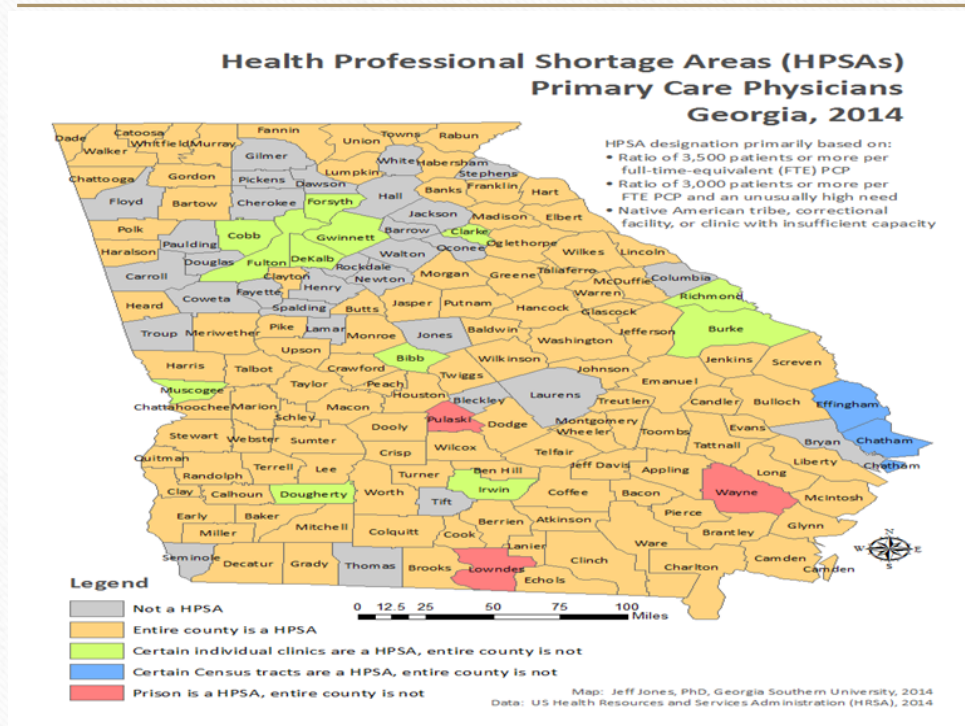 Health Professional Shortage Areas (HPSAs)
Primary Care Physicians
Georgia, 2014
HPSA designation primarily based on:
• Ratio of 3,500 patients or more per
full-time-equivalent (FTE) PCP
• Ratio of 3,000 patients or more per
FTE PCP and an unusually high need
• Native American tribe, correctional
facility, or clinic with insufficient capacity
Dade
Catoosa
Fannin
Towns
Rabun
Walker
Whitfield
Murray
Union
Gilmer
White
Habersham
Stephens
Chattooga
Gordon
Pickens
Lumpkin
Dawson
Banks
Franklin
Hart
Floyd
Bartow
Cherokee
Forsyth
Hall
Jackson
Madison
Elbert
Polk
Cobb
Gwinnett
Barrow
Clarke
Oglethorpe
Haralson
Paulding
Douglas
Fulton
DeKalb
Walton
Oconee
Wilkes
Lincoln
Carroll
Clayton
Rockdale
Newton
Morgan
Greene
Taliaferro
McDuffie
Columbia
Heard
Coweta
Fayette
Henry
Spalding
Butts
Jasper
Putnam
Hancock
Warren
Glascock
Richmond
Troup
Meriwether
Pike
Lamar
Monroe
Jones
Baldwin
Washington
Jefferson
Burke
Harris
Talbot
Upson
Crawford
Bibb
Twiggs
Wilkinson
Johnson
Jenkins
Screven
Muscogee
Taylor
Peach
Houston
Bleckley
Laurens
Emanuel
Chattahoochee
Marion
Schley
Macon
Dooly
Pulaski
Dodge
Montgomery
Wheeler
Treutlen
Candler
Bulloch
Effingham
Stewart
Webster
Sumter
Crisp
Wilcox
Telfair
Toombs
Tattnall
Evans
Bryan
Chatham
Chatham
Quitman
Randolph
Terrell
Lee
Turner
Ben Hill
Jeff Davis
Appling
Long
Liberty
Clay
Calhoun
Dougherty
Worth
Tift
Irwin
Coffee
Bacon
Wayne
McIntosh
Early
Baker
Miller
Mitchell
Colquitt
Cook
Berrien
Atkinson
Pierce
Brantley
Glynn
Seminole
Decatur
Grady
Thomas
Brooks
Lowndes
Lanier
Echols
Clinch
Ware
Charlton
Camden
Camden
N
W E
S
Legend
Not a HPSA
Entire county is a HPSA
Certain individual clinics are a HPSA, entire county is not
Certain Census tracts are a HPSA, entire county is not
Prison is a HPSA, entire county is not
0 12.5 25 50 75 100
Miles
Map: Jeff Jones, PhD, Georgia Southern University, 2014
Data: US Health Resources and Services Administration (HRSA), 2014